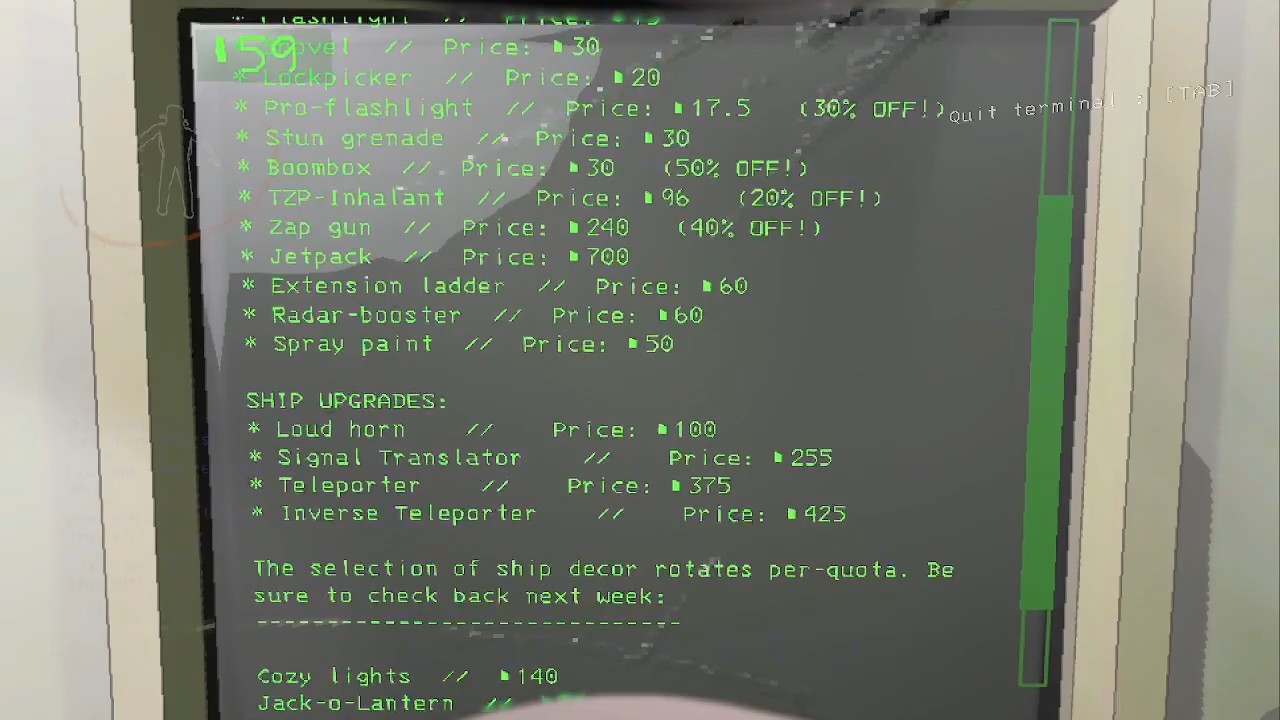 * Flashlight // Price: ▮15
▮59
* Shovel // Price: ▮30
* Lockpicker // Price: ▮20
* Pro-flashlight // Price: ▮17.5 (30% OFF!)
Quit terminal : [TAB]
* Stun grenade // Price: ▮30
* Boombox // Price: ▮30 (50% OFF!)
* TZP-Inhalant // Price: ▮96 (20% OFF!)
* Zap gun // Price: ▮240 (40% OFF!)
* Jetpack // Price: ▮700
* Extension ladder // Price: ▮60
* Radar-booster // Price: ▮60
* Spray paint // Price: ▮50
SHIP UPGRADES:
* Loud horn // Price: ▮100
* Signal Translator // Price: ▮255
* Teleporter // Price: ▮375
* Inverse Teleporter // Price: ▮425
The selection of ship decor rotates per-quota. Be
sure to check back next week:
------------------------------
Cozy lights // ▮140
Jack-o-Lantern //